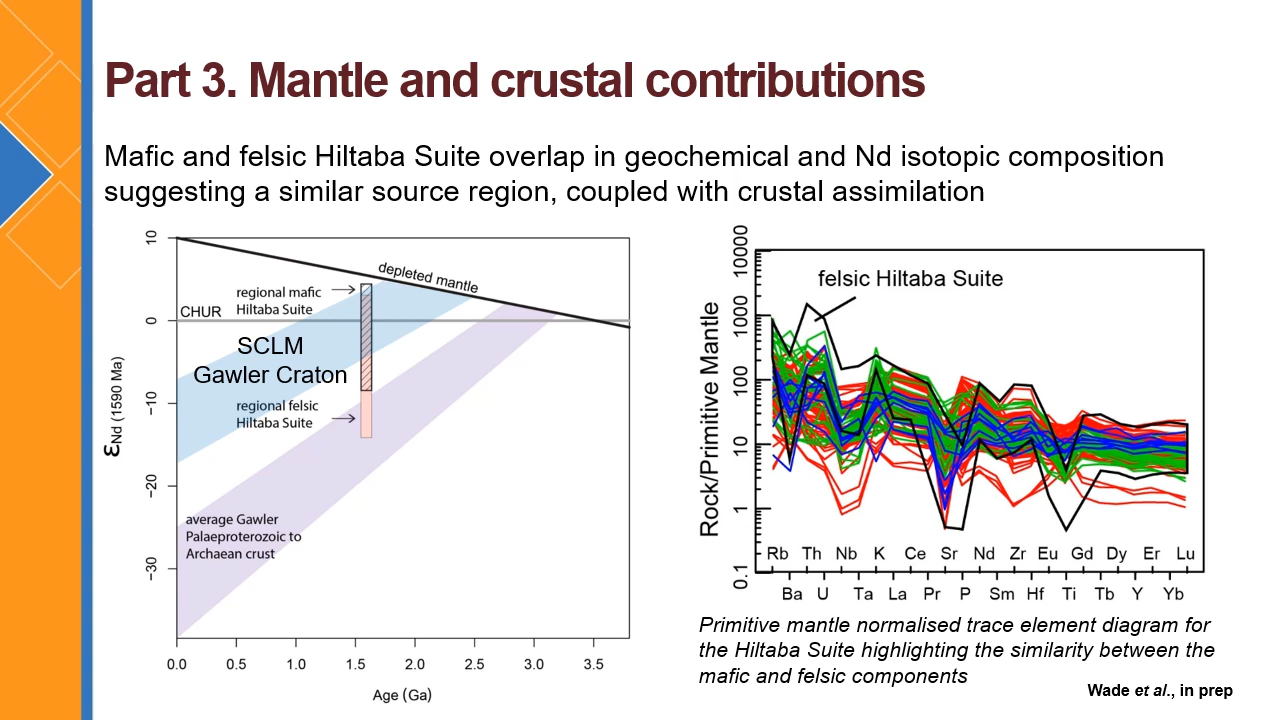 Part 3. Mantle and crustal contributions
Mafic and felsic Hiltaba Suite overlap in geochemical and Nd isotopic composition
suggesting a similar source region, coupled with crustal assimilation
10
0
-10
-20
-30
εNd (1590 Ma)
depleted mantle
regional mafic
Hiltaba Suite
CHUR
SCLM
Gawler Craton
regional felsic
Hiltaba Suite
average Gawler
Palaeoproterozoic to
Archaean crust
0.0 0.5 1.0 1.5 2.0 2.5 3.0 3.5
Age (Ga)
Rock/Primitive Mantle
10000
1000
100
10
1
0.1
felsic Hiltaba Suite
Rb Th Nb K Ce Sr Nd Zr Eu Gd Dy Er Lu
Ba U Ta La Pr P Sm Hf Ti Tb Y Yb
Primitive mantle normalised trace element diagram for
the Hiltaba Suite highlighting the similarity between the
mafic and felsic components
Wade et al., in prep